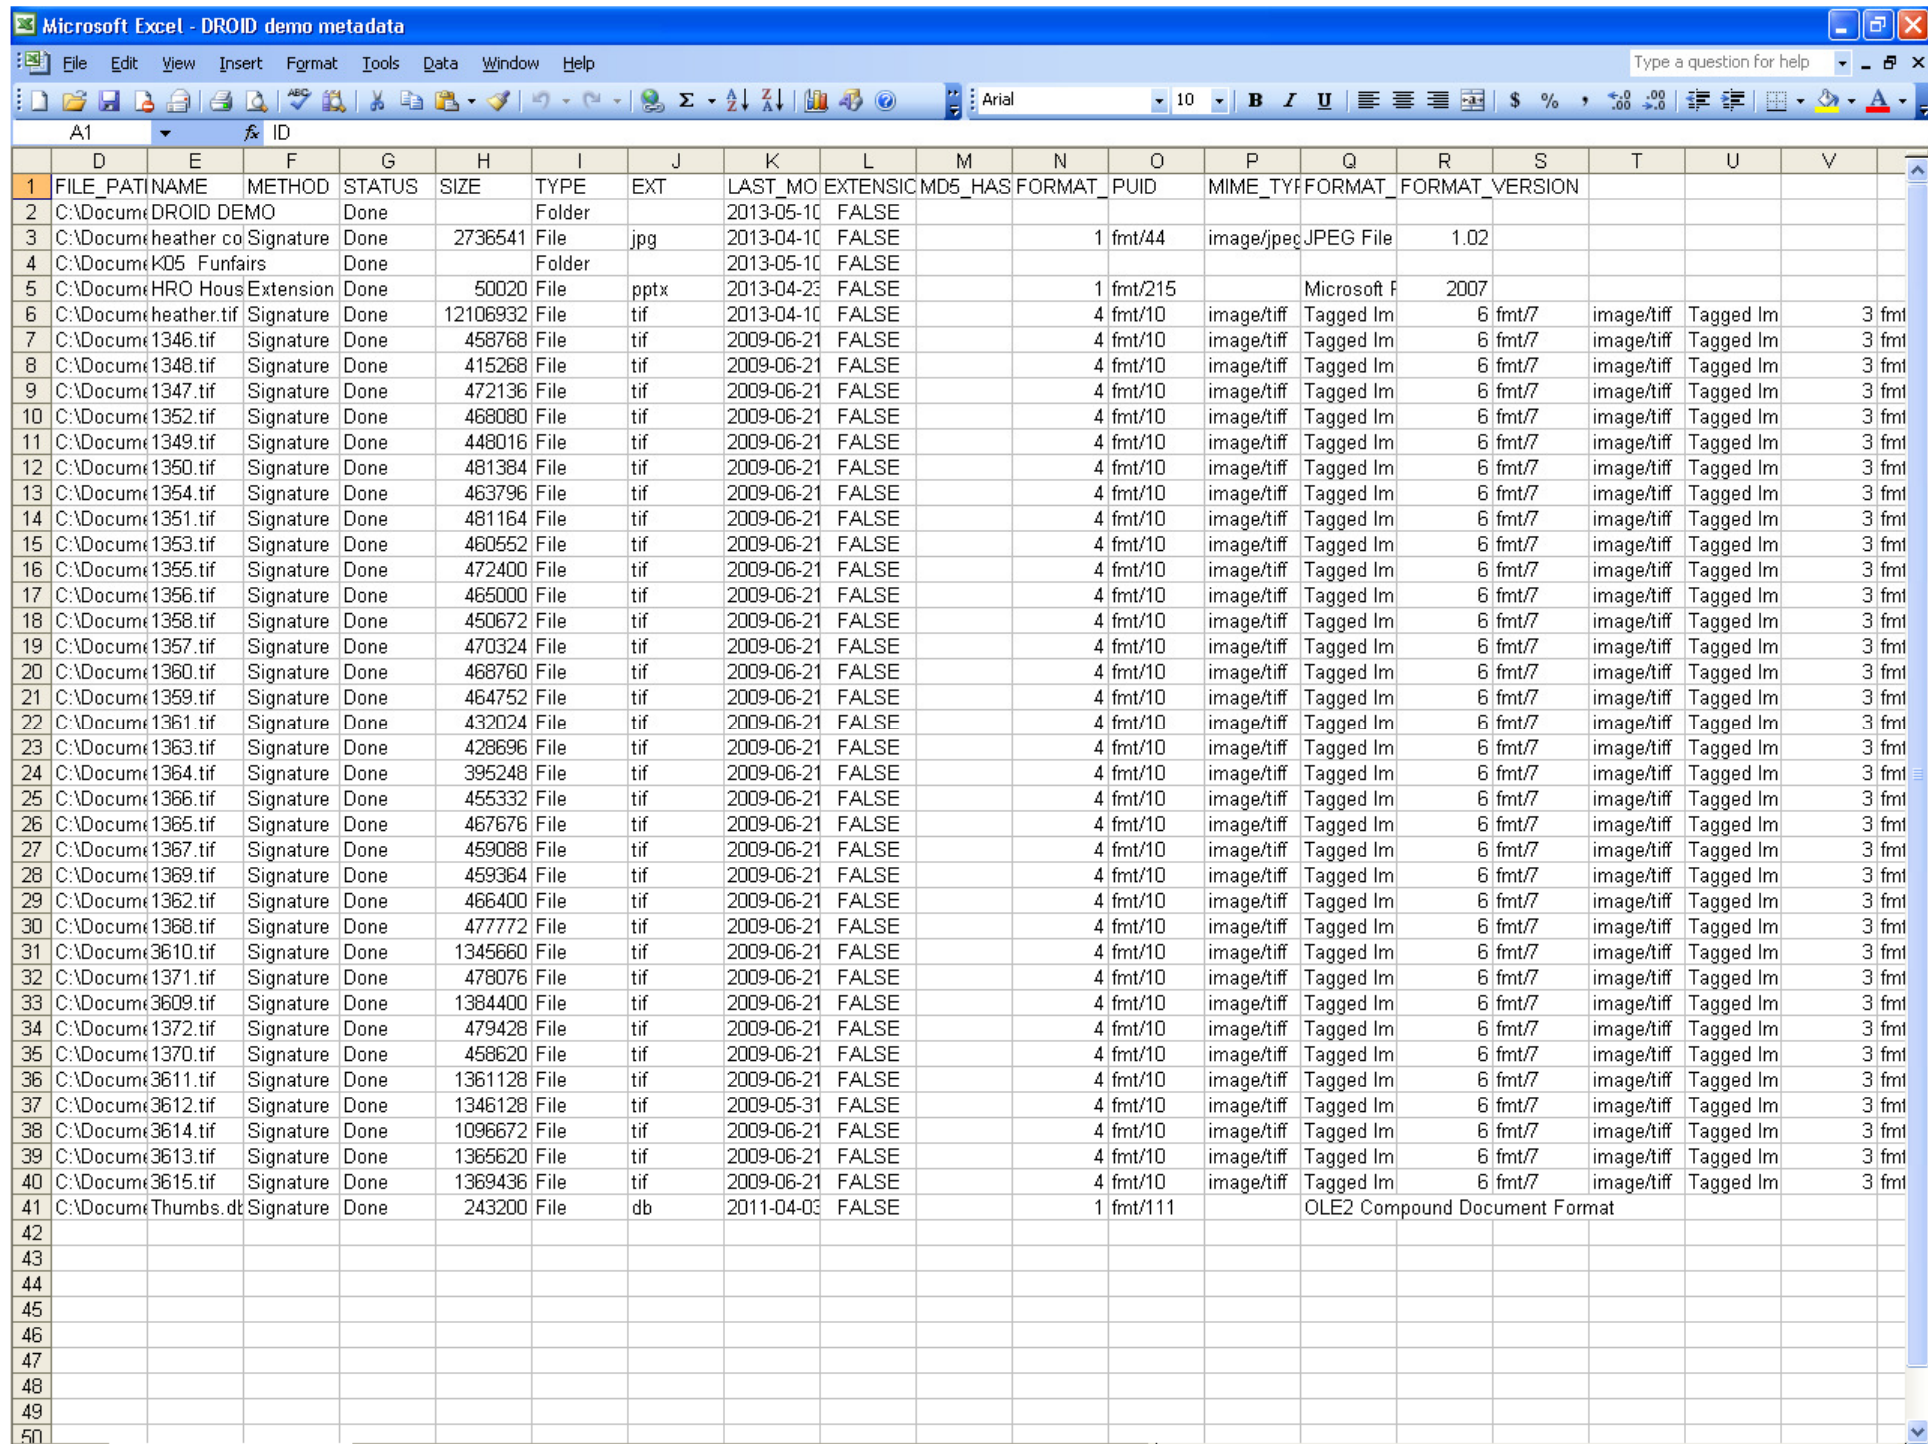 Microsoft Excel - DROID demo metadata
File Edit View Insert Format Tools Data Window Help Type a question for help
Arial 10 B I U $ % ,
A1 fx ID
D E F G H I J K L M N O P Q R S T U V
1 FILE_PATI NAME METHOD STATUS SIZE TYPE EXT LAST_MO EXTENSIC MD5_HAS FORMAT_ PUID MIME_TYF FORMAT_ FORMAT_VERSION
2 C:\Docume DROID DEMO Done Folder 2013-05-10 FALSE
3 C:\Docume heather co Signature Done 2736541 File jpg 2013-04-10 FALSE 1 fmt/44 image/jpeg JPEG File 1.02
4 C:\Docume K05 Funfairs Done Folder 2013-05-10 FALSE
5 C:\Docume HRO Hous Extension Done 50020 File pptx 2013-04-23 FALSE 1 fmt/215 Microsoft F 2007
6 C:\Docume heather.tif Signature Done 12106932 File tif 2013-04-10 FALSE 4 fmt/10 image/tiff Tagged Im 6 fmt/7 image/tiff Tagged Im 3 fmt
7 C:\Docume 1346.tif Signature Done 458768 File tif 2009-06-21 FALSE 4 fmt/10 image/tiff Tagged Im 6 fmt/7 image/tiff Tagged Im 3 fmt
8 C:\Docume 1348.tif Signature Done 415268 File tif 2009-06-21 FALSE 4 fmt/10 image/tiff Tagged Im 6 fmt/7 image/tiff Tagged Im 3 fmt
9 C:\Docume 1347.tif Signature Done 472136 File tif 2009-06-21 FALSE 4 fmt/10 image/tiff Tagged Im 6 fmt/7 image/tiff Tagged Im 3 fmt
10 C:\Docume 1352.tif Signature Done 468080 File tif 2009-06-21 FALSE 4 fmt/10 image/tiff Tagged Im 6 fmt/7 image/tiff Tagged Im 3 fmt
11 C:\Docume 1349.tif Signature Done 448016 File tif 2009-06-21 FALSE 4 fmt/10 image/tiff Tagged Im 6 fmt/7 image/tiff Tagged Im 3 fmt
12 C:\Docume 1350.tif Signature Done 481384 File tif 2009-06-21 FALSE 4 fmt/10 image/tiff Tagged Im 6 fmt/7 image/tiff Tagged Im 3 fmt
13 C:\Docume 1354.tif Signature Done 463796 File tif 2009-06-21 FALSE 4 fmt/10 image/tiff Tagged Im 6 fmt/7 image/tiff Tagged Im 3 fmt
14 C:\Docume 1351.tif Signature Done 481164 File tif 2009-06-21 FALSE 4 fmt/10 image/tiff Tagged Im 6 fmt/7 image/tiff Tagged Im 3 fmt
15 C:\Docume 1353.tif Signature Done 460552 File tif 2009-06-21 FALSE 4 fmt/10 image/tiff Tagged Im 6 fmt/7 image/tiff Tagged Im 3 fmt
16 C:\Docume 1355.tif Signature Done 472400 File tif 2009-06-21 FALSE 4 fmt/10 image/tiff Tagged Im 6 fmt/7 image/tiff Tagged Im 3 fmt
17 C:\Docume 1356.tif Signature Done 465000 File tif 2009-06-21 FALSE 4 fmt/10 image/tiff Tagged Im 6 fmt/7 image/tiff Tagged Im 3 fmt
18 C:\Docume 1358.tif Signature Done 450672 File tif 2009-06-21 FALSE 4 fmt/10 image/tiff Tagged Im 6 fmt/7 image/tiff Tagged Im 3 fmt
19 C:\Docume 1357.tif Signature Done 470324 File tif 2009-06-21 FALSE 4 fmt/10 image/tiff Tagged Im 6 fmt/7 image/tiff Tagged Im 3 fmt
20 C:\Docume 1360.tif Signature Done 468760 File tif 2009-06-21 FALSE 4 fmt/10 image/tiff Tagged Im 6 fmt/7 image/tiff Tagged Im 3 fmt
21 C:\Docume 1359.tif Signature Done 464752 File tif 2009-06-21 FALSE 4 fmt/10 image/tiff Tagged Im 6 fmt/7 image/tiff Tagged Im 3 fmt
22 C:\Docume 1361.tif Signature Done 432024 File tif 2009-06-21 FALSE 4 fmt/10 image/tiff Tagged Im 6 fmt/7 image/tiff Tagged Im 3 fmt
23 C:\Docume 1363.tif Signature Done 428696 File tif 2009-06-21 FALSE 4 fmt/10 image/tiff Tagged Im 6 fmt/7 image/tiff Tagged Im 3 fmt
24 C:\Docume 1364.tif Signature Done 395248 File tif 2009-06-21 FALSE 4 fmt/10 image/tiff Tagged Im 6 fmt/7 image/tiff Tagged Im 3 fmt
25 C:\Docume 1366.tif Signature Done 455332 File tif 2009-06-21 FALSE 4 fmt/10 image/tiff Tagged Im 6 fmt/7 image/tiff Tagged Im 3 fmt
26 C:\Docume 1365.tif Signature Done 467676 File tif 2009-06-21 FALSE 4 fmt/10 image/tiff Tagged Im 6 fmt/7 image/tiff Tagged Im 3 fmt
27 C:\Docume 1367.tif Signature Done 459088 File tif 2009-06-21 FALSE 4 fmt/10 image/tiff Tagged Im 6 fmt/7 image/tiff Tagged Im 3 fmt
28 C:\Docume 1369.tif Signature Done 459364 File tif 2009-06-21 FALSE 4 fmt/10 image/tiff Tagged Im 6 fmt/7 image/tiff Tagged Im 3 fmt
29 C:\Docume 1362.tif Signature Done 466400 File tif 2009-06-21 FALSE 4 fmt/10 image/tiff Tagged Im 6 fmt/7 image/tiff Tagged Im 3 fmt
30 C:\Docume 1368.tif Signature Done 477772 File tif 2009-06-21 FALSE 4 fmt/10 image/tiff Tagged Im 6 fmt/7 image/tiff Tagged Im 3 fmt
31 C:\Docume 3610.tif Signature Done 1345660 File tif 2009-06-21 FALSE 4 fmt/10 image/tiff Tagged Im 6 fmt/7 image/tiff Tagged Im 3 fmt
32 C:\Docume 1371.tif Signature Done 478076 File tif 2009-06-21 FALSE 4 fmt/10 image/tiff Tagged Im 6 fmt/7 image/tiff Tagged Im 3 fmt
33 C:\Docume 3609.tif Signature Done 1384400 File tif 2009-06-21 FALSE 4 fmt/10 image/tiff Tagged Im 6 fmt/7 image/tiff Tagged Im 3 fmt
34 C:\Docume 1372.tif Signature Done 479428 File tif 2009-06-21 FALSE 4 fmt/10 image/tiff Tagged Im 6 fmt/7 image/tiff Tagged Im 3 fmt
35 C:\Docume 1370.tif Signature Done 458620 File tif 2009-06-21 FALSE 4 fmt/10 image/tiff Tagged Im 6 fmt/7 image/tiff Tagged Im 3 fmt
36 C:\Docume 3611.tif Signature Done 1361128 File tif 2009-06-21 FALSE 4 fmt/10 image/tiff Tagged Im 6 fmt/7 image/tiff Tagged Im 3 fmt
37 C:\Docume 3612.tif Signature Done 1346128 File tif 2009-05-31 FALSE 4 fmt/10 image/tiff Tagged Im 6 fmt/7 image/tiff Tagged Im 3 fmt
38 C:\Docume 3614.tif Signature Done 1096672 File tif 2009-06-21 FALSE 4 fmt/10 image/tiff Tagged Im 6 fmt/7 image/tiff Tagged Im 3 fmt
39 C:\Docume 3613.tif Signature Done 1365620 File tif 2009-06-21 FALSE 4 fmt/10 image/tiff Tagged Im 6 fmt/7 image/tiff Tagged Im 3 fmt
40 C:\Docume 3615.tif Signature Done 1369436 File tif 2009-06-21 FALSE 4 fmt/10 image/tiff Tagged Im 6 fmt/7 image/tiff Tagged Im 3 fmt
41 C:\Docume Thumbs.db Signature Done 243200 File db 2011-04-03 FALSE 1 fmt/111 OLE2 Compound Document Format
42
43
44
45
46
47
48
49
50